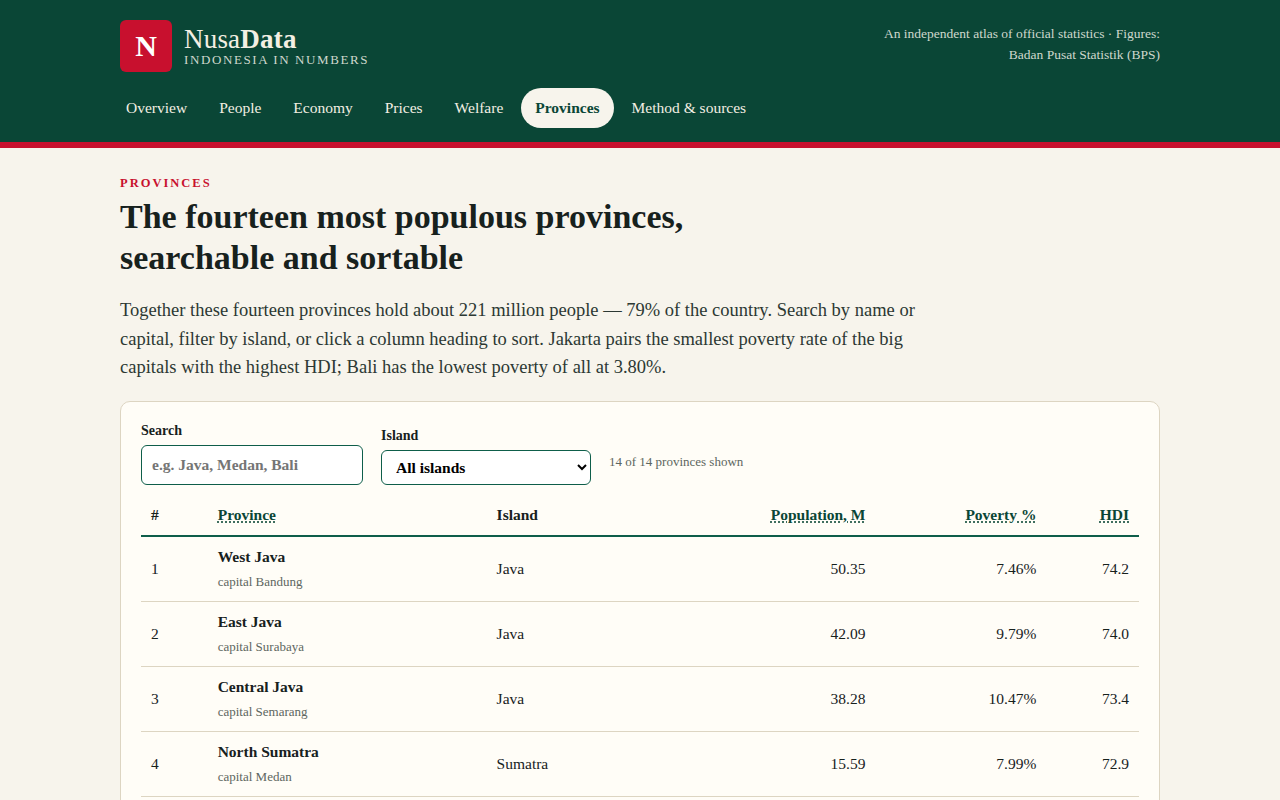 N
NusaData
INDONESIA IN NUMBERS
An independent atlas of official statistics · Figures:
Badan Pusat Statistik (BPS)
Overview People Economy Prices Welfare Provinces Method & sources
PROVINCES
The fourteen most populous provinces,
searchable and sortable
Together these fourteen provinces hold about 221 million people — 79% of the country. Search by name or
capital, filter by island, or click a column heading to sort. Jakarta pairs the smallest poverty rate of the big
capitals with the highest HDI; Bali has the lowest poverty of all at 3.80%.
Search
e.g. Java, Medan, Bali
Island
All islands
14 of 14 provinces shown
# Province Island Population, M Poverty % HDI
1 West Java Java 50.35 7.46% 74.2
capital Bandung
2 East Java Java 42.09 9.79% 74.0
capital Surabaya
3 Central Java Java 38.28 10.47% 73.4
capital Semarang
4 North Sumatra Sumatra 15.59 7.99% 72.9
capital Medan